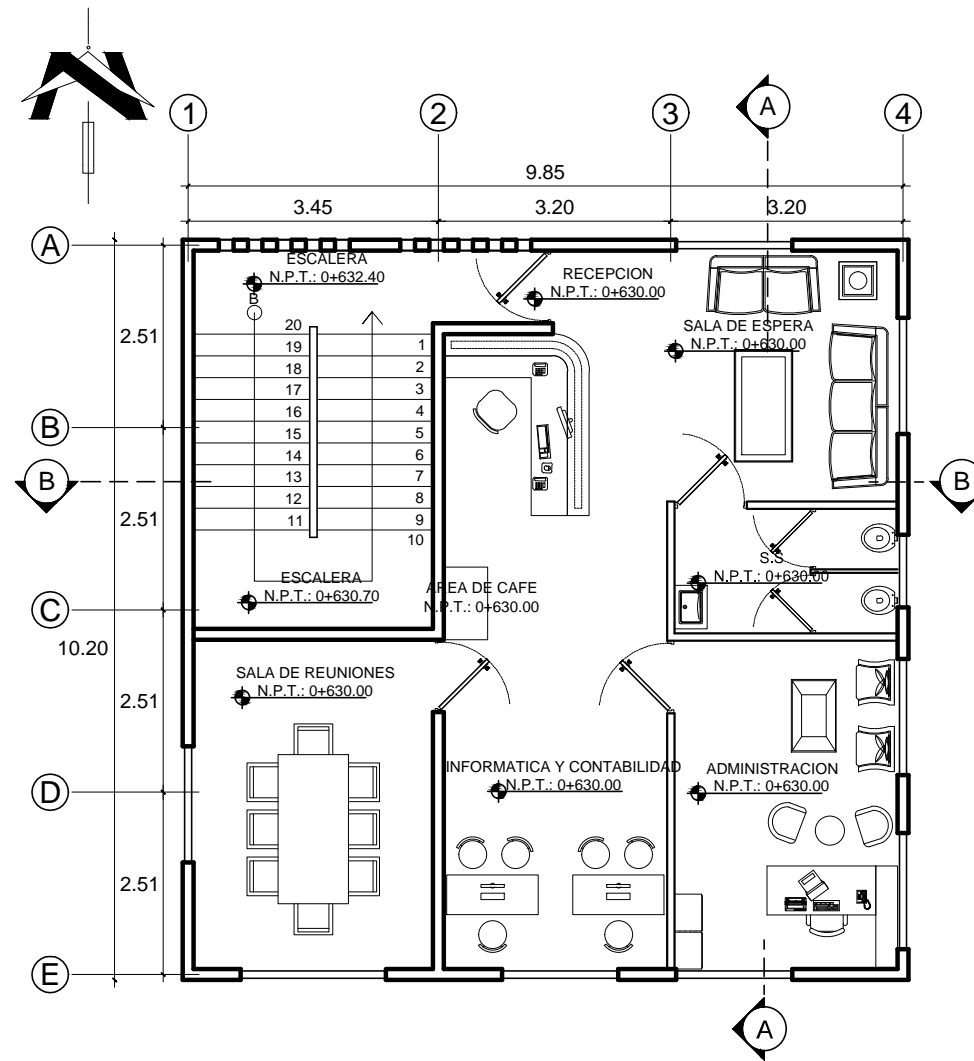 1
2
3
A
4
9.85
3.45
3.20
3.20
A
ESCALERA
N.P.T.: 0+632.40
B
RECEPCION
N.P.T.: 0+630.00
SALA DE ESPERA
N.P.T.: 0+630.00
2.51
20
19
18
17
16
15
14
13
12
11
1
2
3
4
5
6
7
8
9
10
B
B
B
2.51
S.S
N.P.T.: 0+630.00
ESCALERA
N.P.T.: 0+630.70
AREA DE CAFE
N.P.T.: 0+630.00
C
10.20
2.51
SALA DE REUNIONES
N.P.T.: 0+630.00
D
INFORMATICA Y CONTABILIDAD
N.P.T.: 0+630.00
ADMINISTRACION
N.P.T.: 0+630.00
2.51
E
A